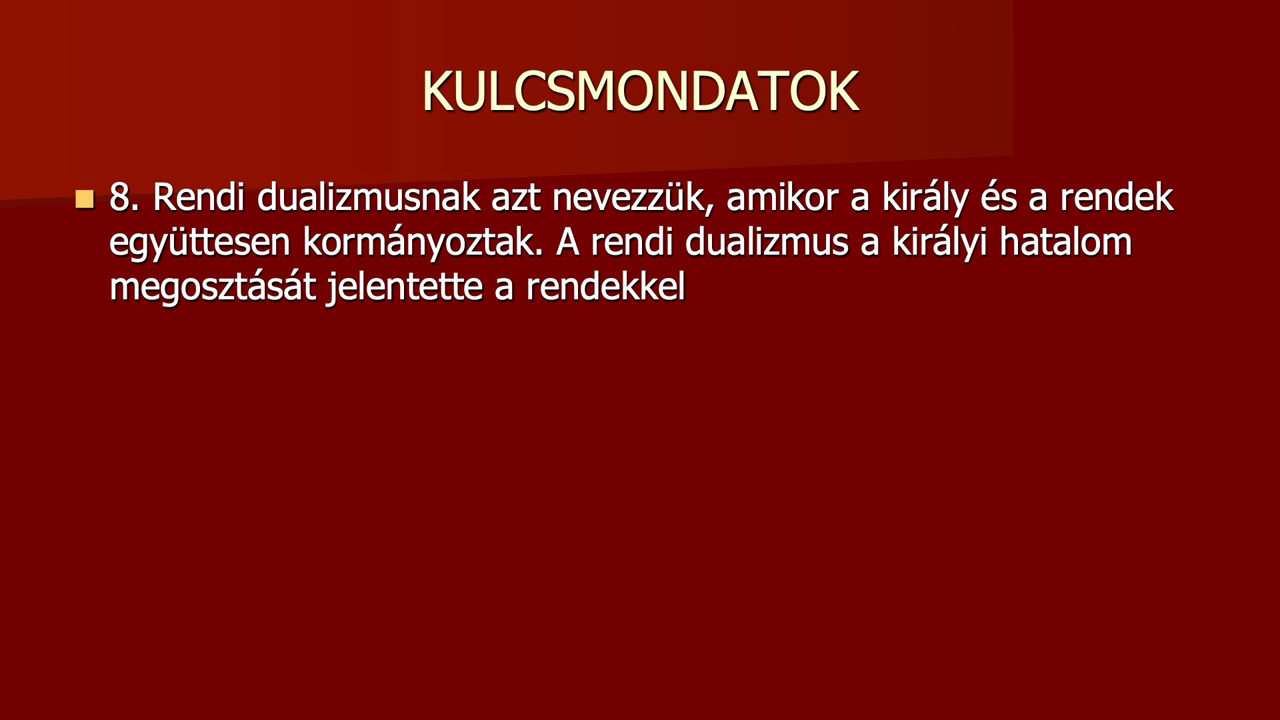 KULCSMONDATOK
8. Rendi dualizmusnak azt nevezzük, amikor a király és a rendek
együttesen kormányoztak. A rendi dualizmus a királyi hatalom
megosztását jelentette a rendekkel